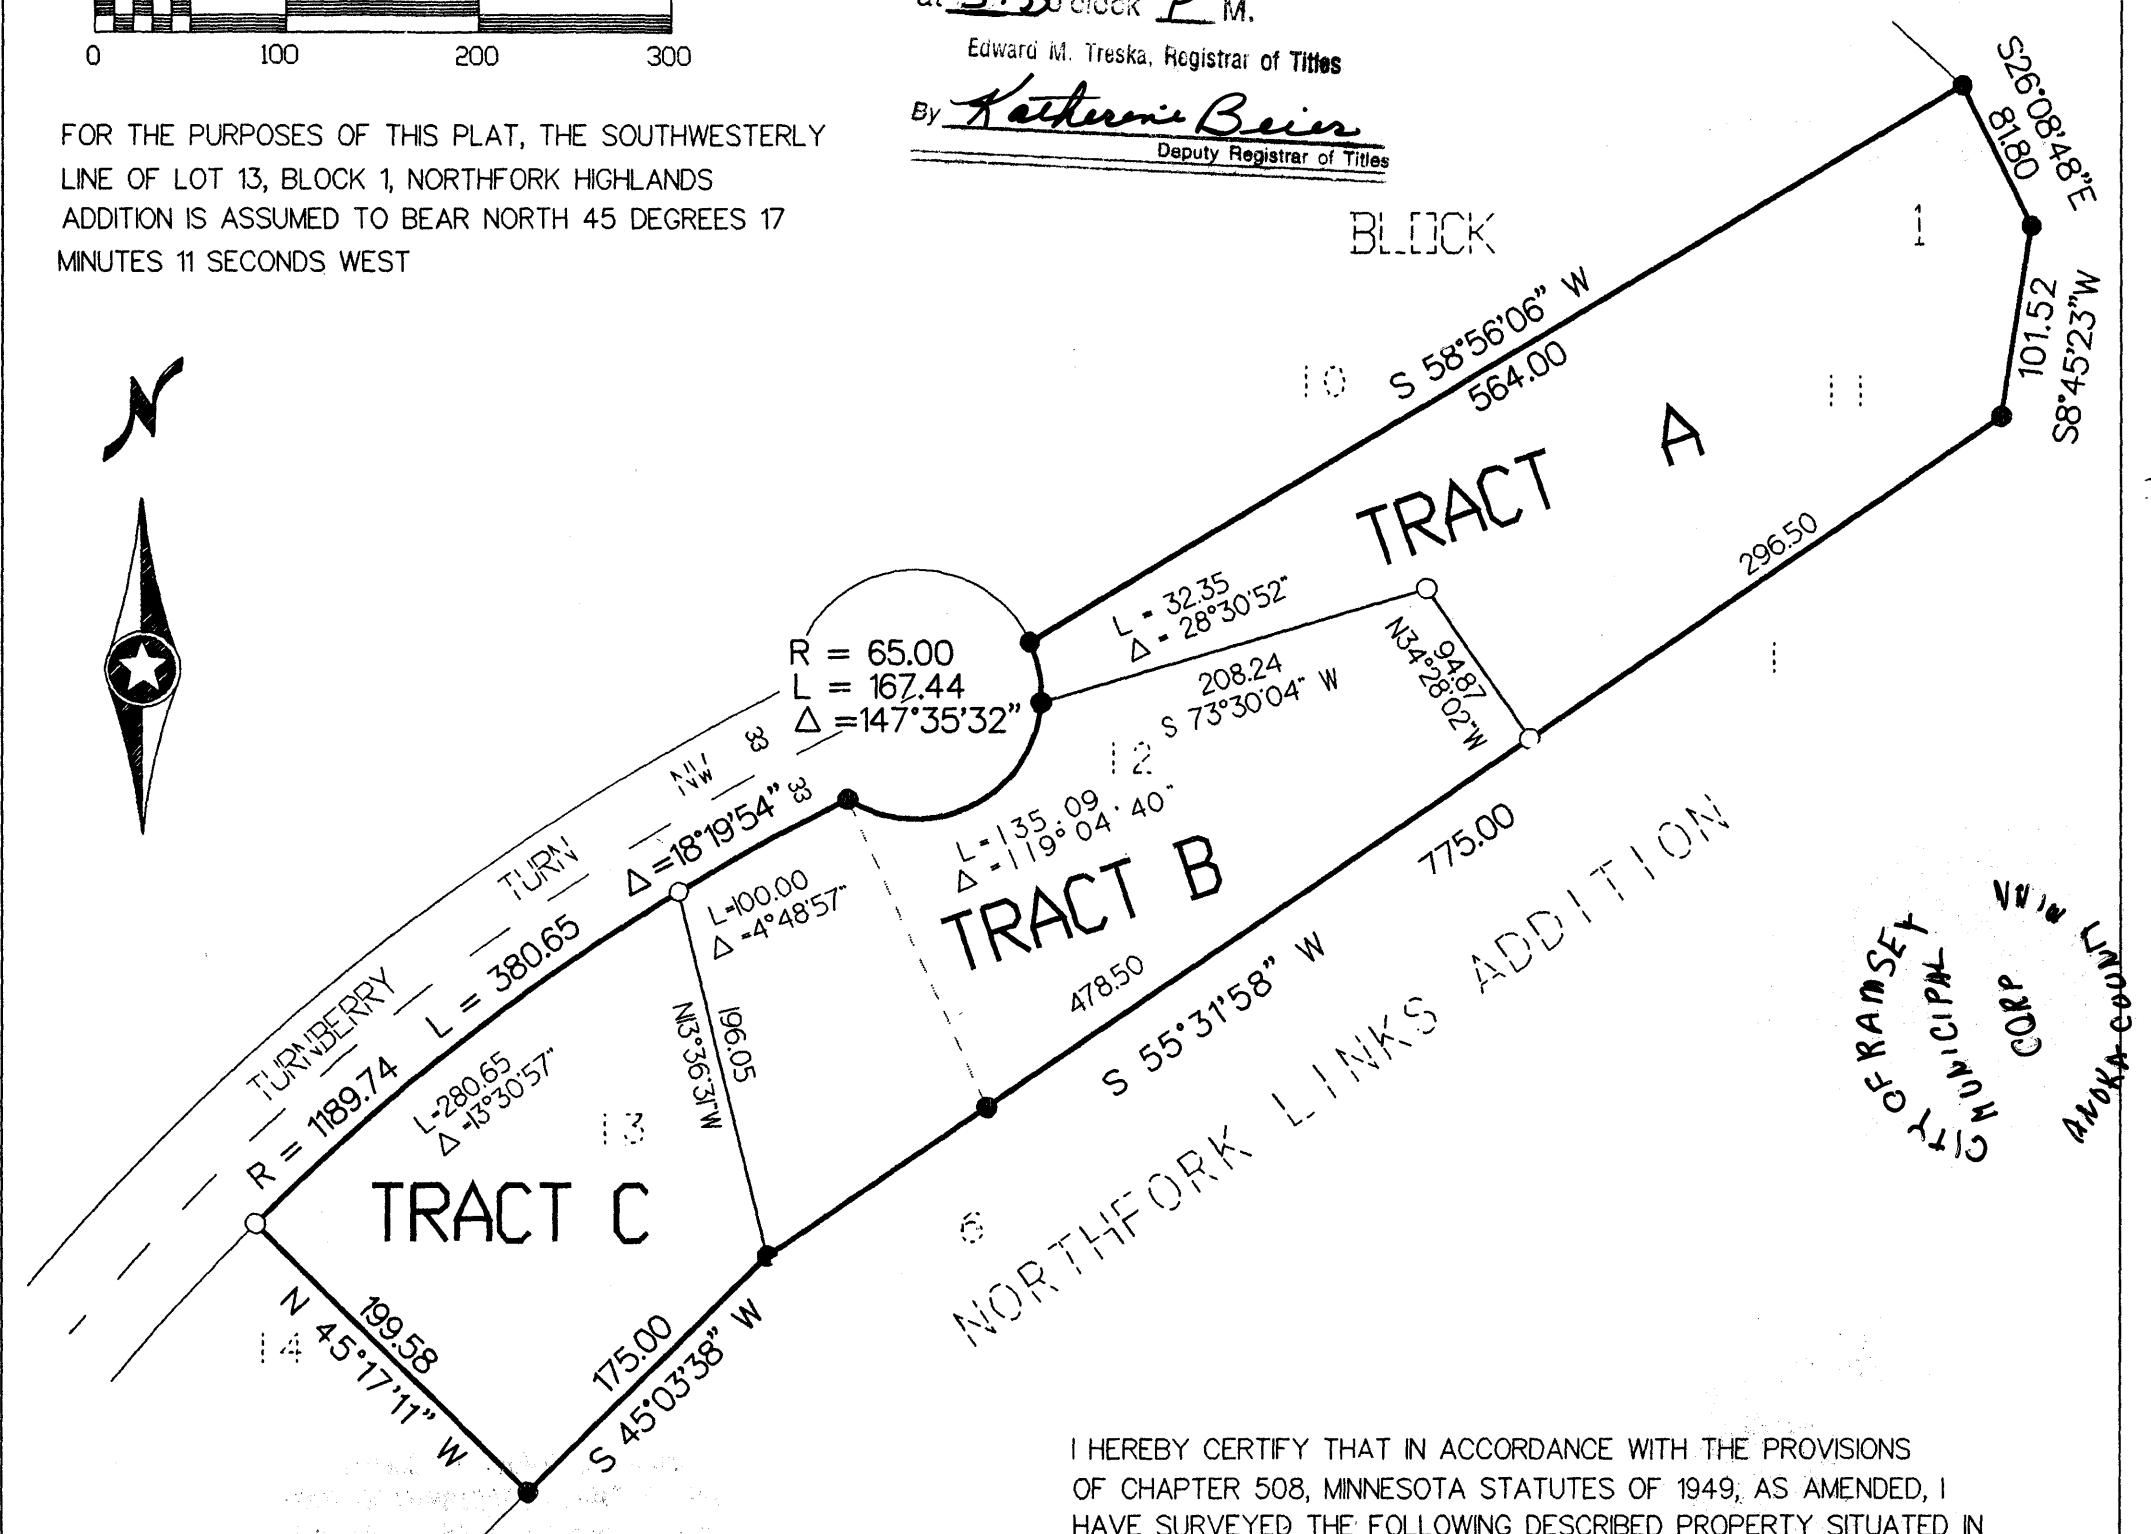 0 100 200 300
Edward M. Treska, Registrar of Titles
By Katherine Beier
Deputy Registrar of Titles
FOR THE PURPOSES OF THIS PLAT, THE SOUTHWESTERLY
LINE OF LOT 13, BLOCK 1, NORTHFORK HIGHLANDS
ADDITION IS ASSUMED TO BEAR NORTH 45 DEGREES 17
MINUTES 11 SECONDS WEST
N
BLOCK
1
S26°08'48"E
81.80
101.52
S8°45'23"W
10
S 58°56'06" W
564.00
11
TRACT A
296.50
L = 32.35
Δ = 28°30'52"
208.24
S 73°30'04" W
94.87
N34°28'02"W
1
R = 65.00
L = 167.44
Δ =147°35'32"
12
33
33
TURNBERRY TURN NW
Δ=18°19'54"
L = 380.65
R = 1189.74
L=135.09
Δ=119°04'40"
TRACT B
L=100.00
Δ=4°48'57"
478.50
775.00
S 55°31'58" W
196.05
N13°36'31"W
L=280.65
Δ=13°30'57"
13
TRACT C
14
199.58
N 45°17'11" W
175.00
S 45°03'38" W
6
NORTHFORK LINKS ADDITION
CITY OF RAMSEY
MUNICIPAL
CORP
ANOKA COUNTY
I HEREBY CERTIFY THAT IN ACCORDANCE WITH THE PROVISIONS
OF CHAPTER 508, MINNESOTA STATUTES OF 1949, AS AMENDED, I
HAVE SURVEYED THE FOLLOWING DESCRIBED PROPERTY SITUATED IN